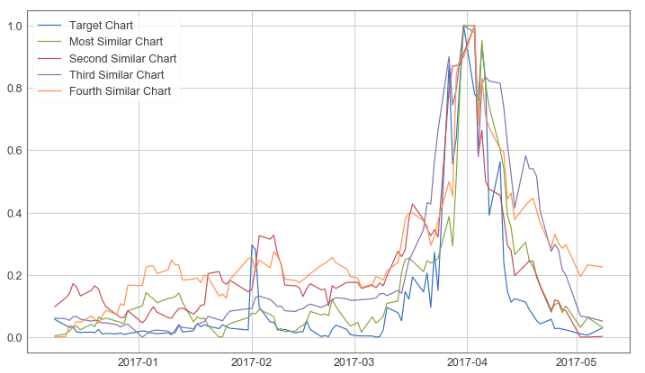 Target Chart
Most Similar Chart
Second Similar Chart
Third Similar Chart
Fourth Similar Chart
1.0
0.8
0.6
0.4
0.2
0.0
2017-01 2017-02 2017-03 2017-04 2017-05